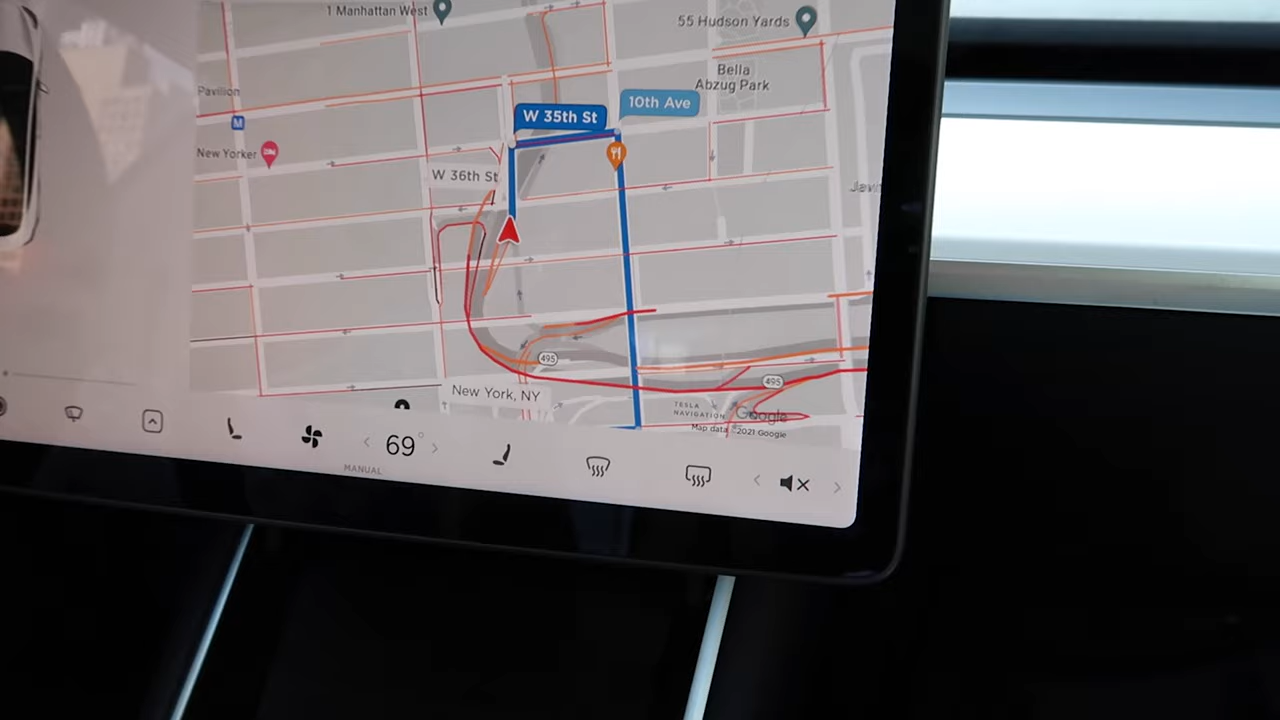 1 Manhattan West
55 Hudson Yards
Bella
Abzug Park
Pavilion
10th Ave
W 35th St
M
New Yorker
W 36th St
495
495
New York, NY
TESLA
NAVIGATION
Google
Map data ©2021 Google
69°
MANUAL